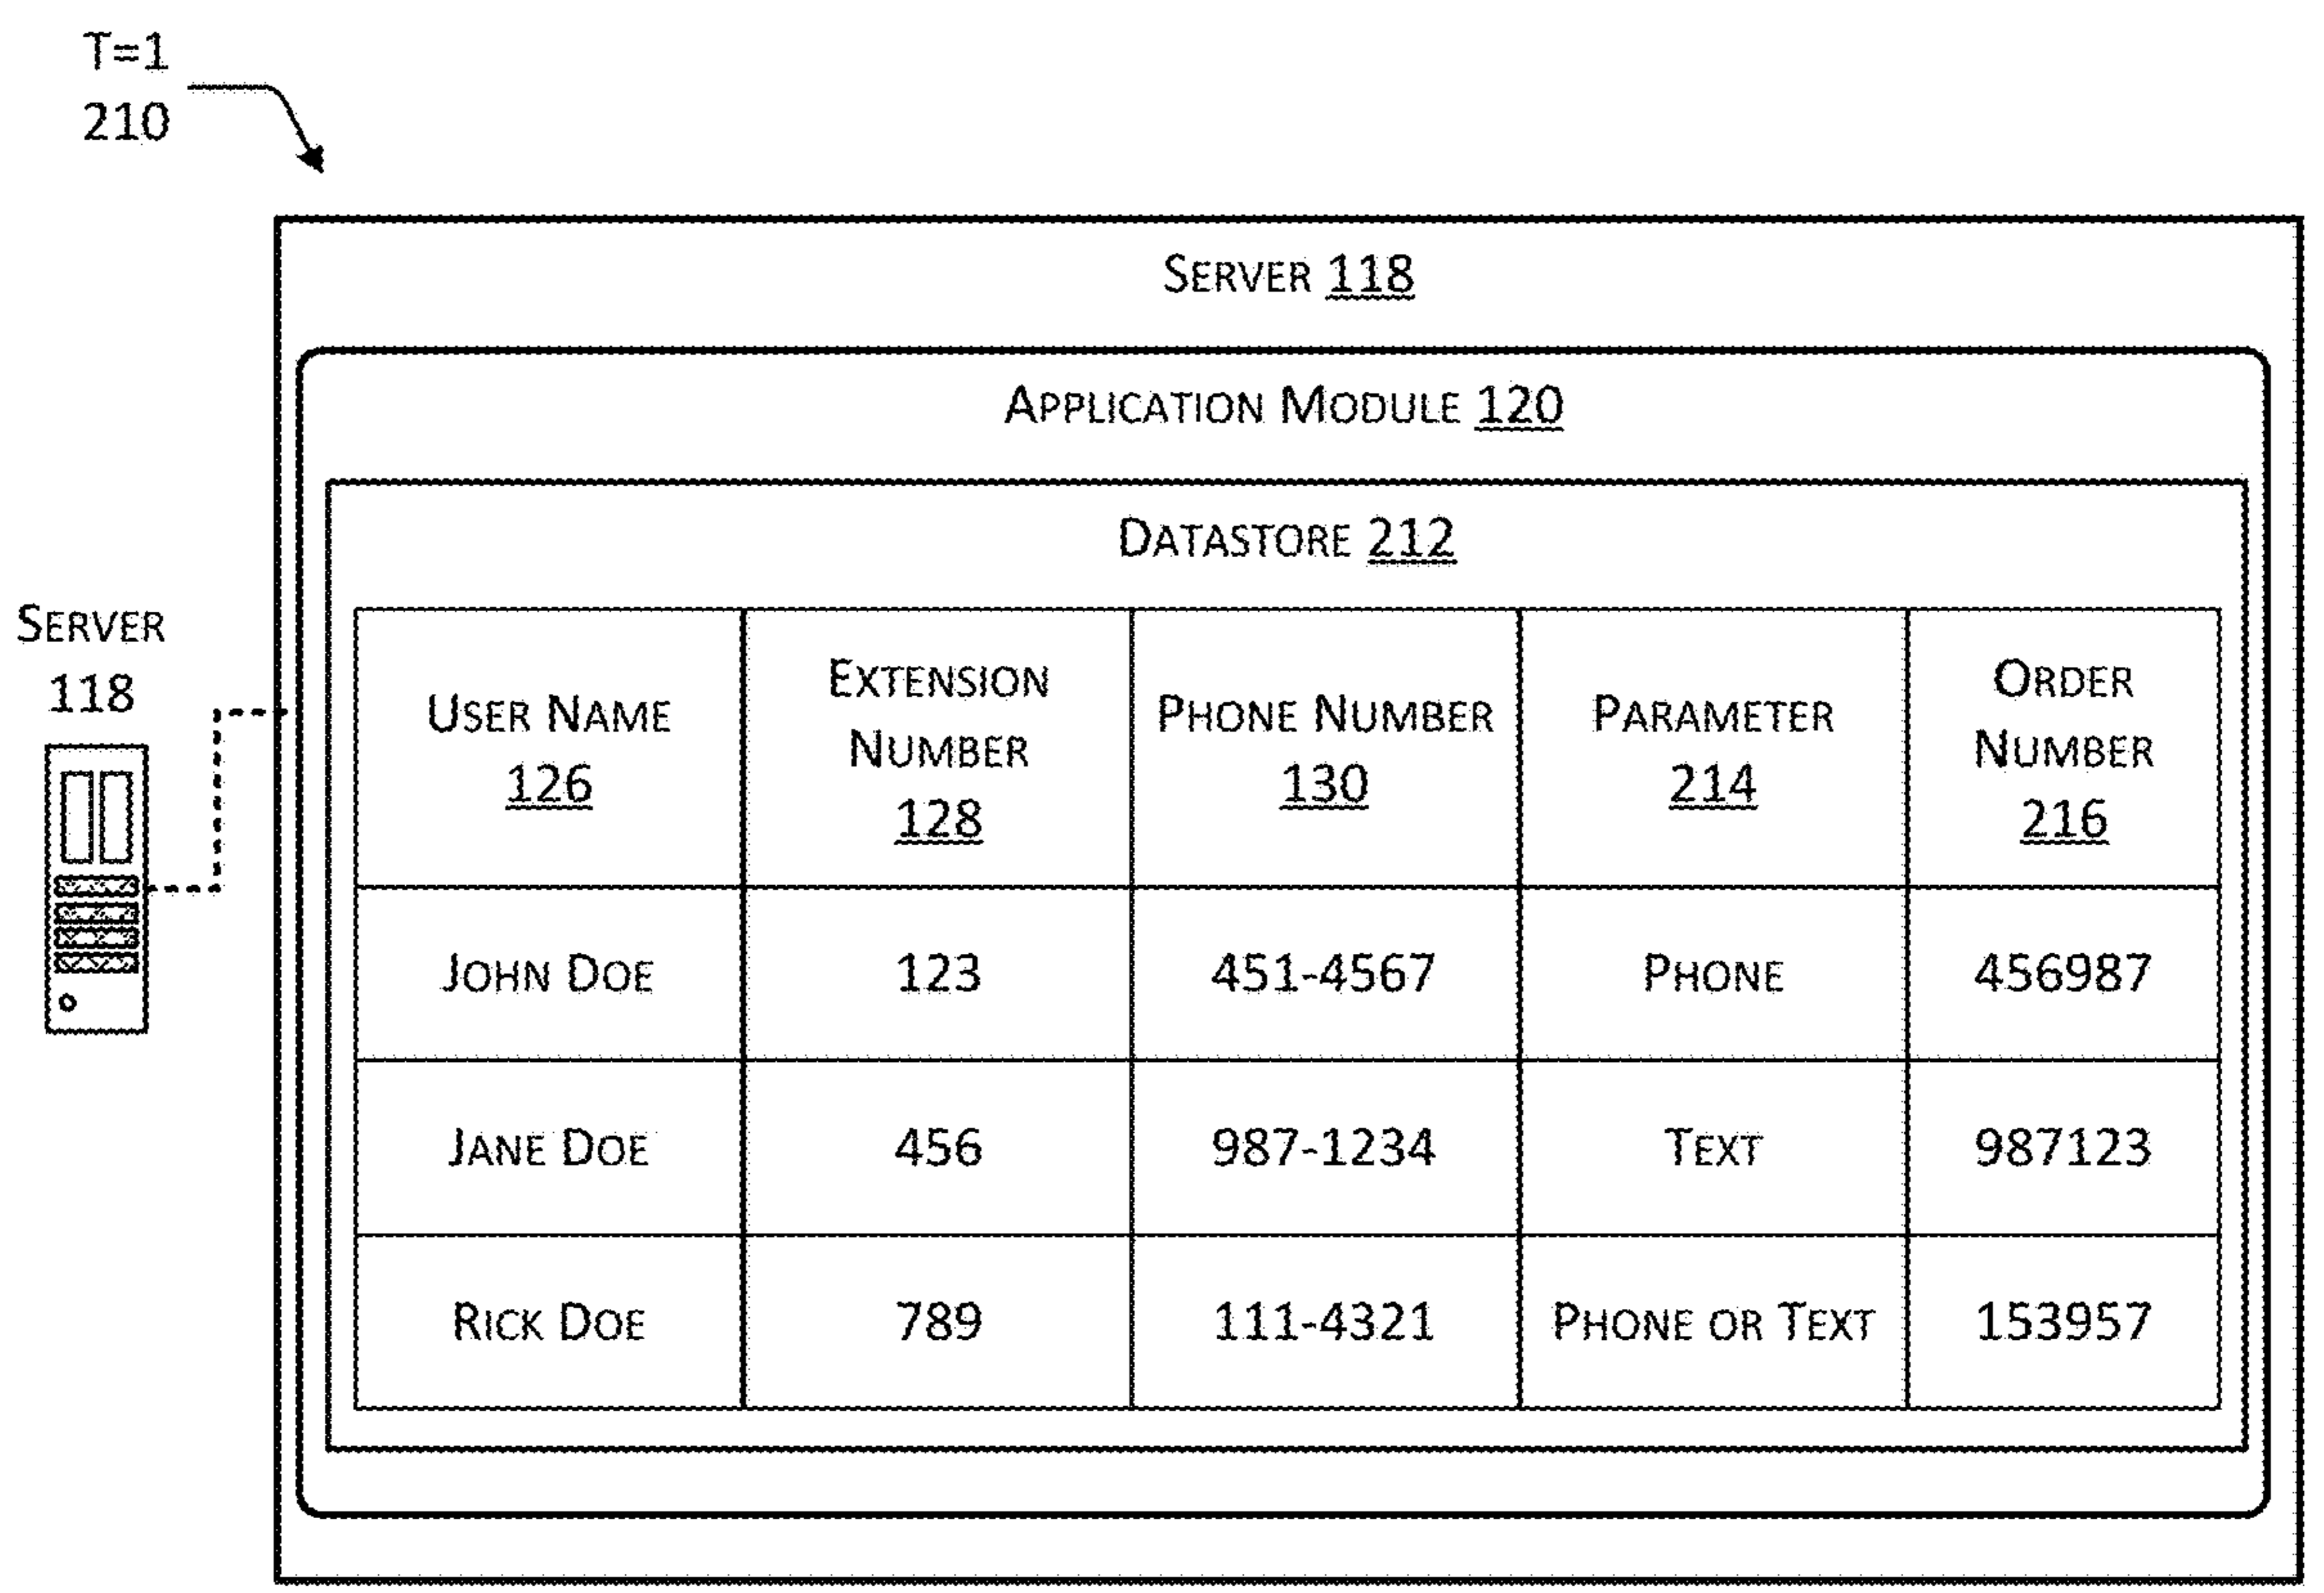 T=1
210
SERVER 118
APPLICATION MODULE 120
DATASTORE 212
SERVER
118
USER NAME
126
EXTENSION
NUMBER
128
PHONE NUMBER
130
PARAMETER
214
ORDER
NUMBER
216
JOHN DOE 123 451-4567 PHONE 456987
JANE DOE 456 987-1234 TEXT 987123
RICK DOE 789 111-4321 PHONE OR TEXT 153957